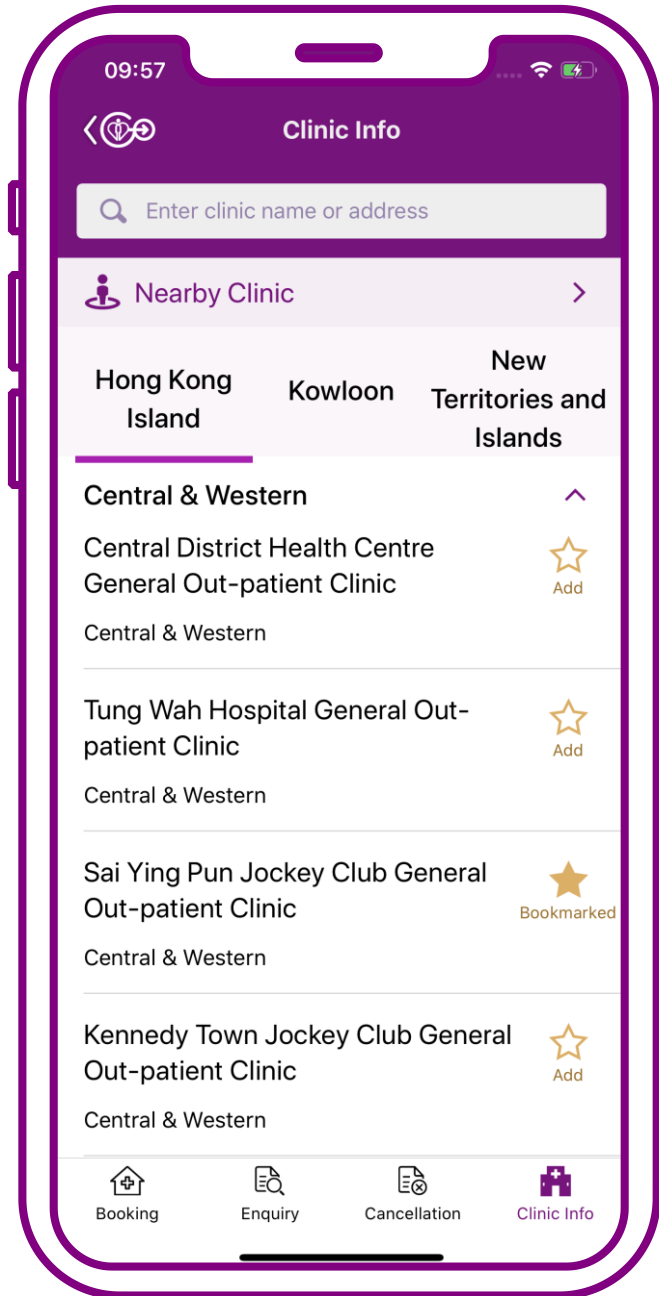 09:57
Clinic Info
Enter clinic name or address
Nearby Clinic
Hong Kong
Island
Kowloon
New
Territories and
Islands
Central & Western
Central District Health Centre
General Out-patient Clinic
Add
Central & Western
Tung Wah Hospital General Out-
patient Clinic
Add
Central & Western
Sai Ying Pun Jockey Club General
Out-patient Clinic
Bookmarked
Central & Western
Kennedy Town Jockey Club General
Out-patient Clinic
Add
Central & Western
Booking
Enquiry
Cancellation
Clinic Info